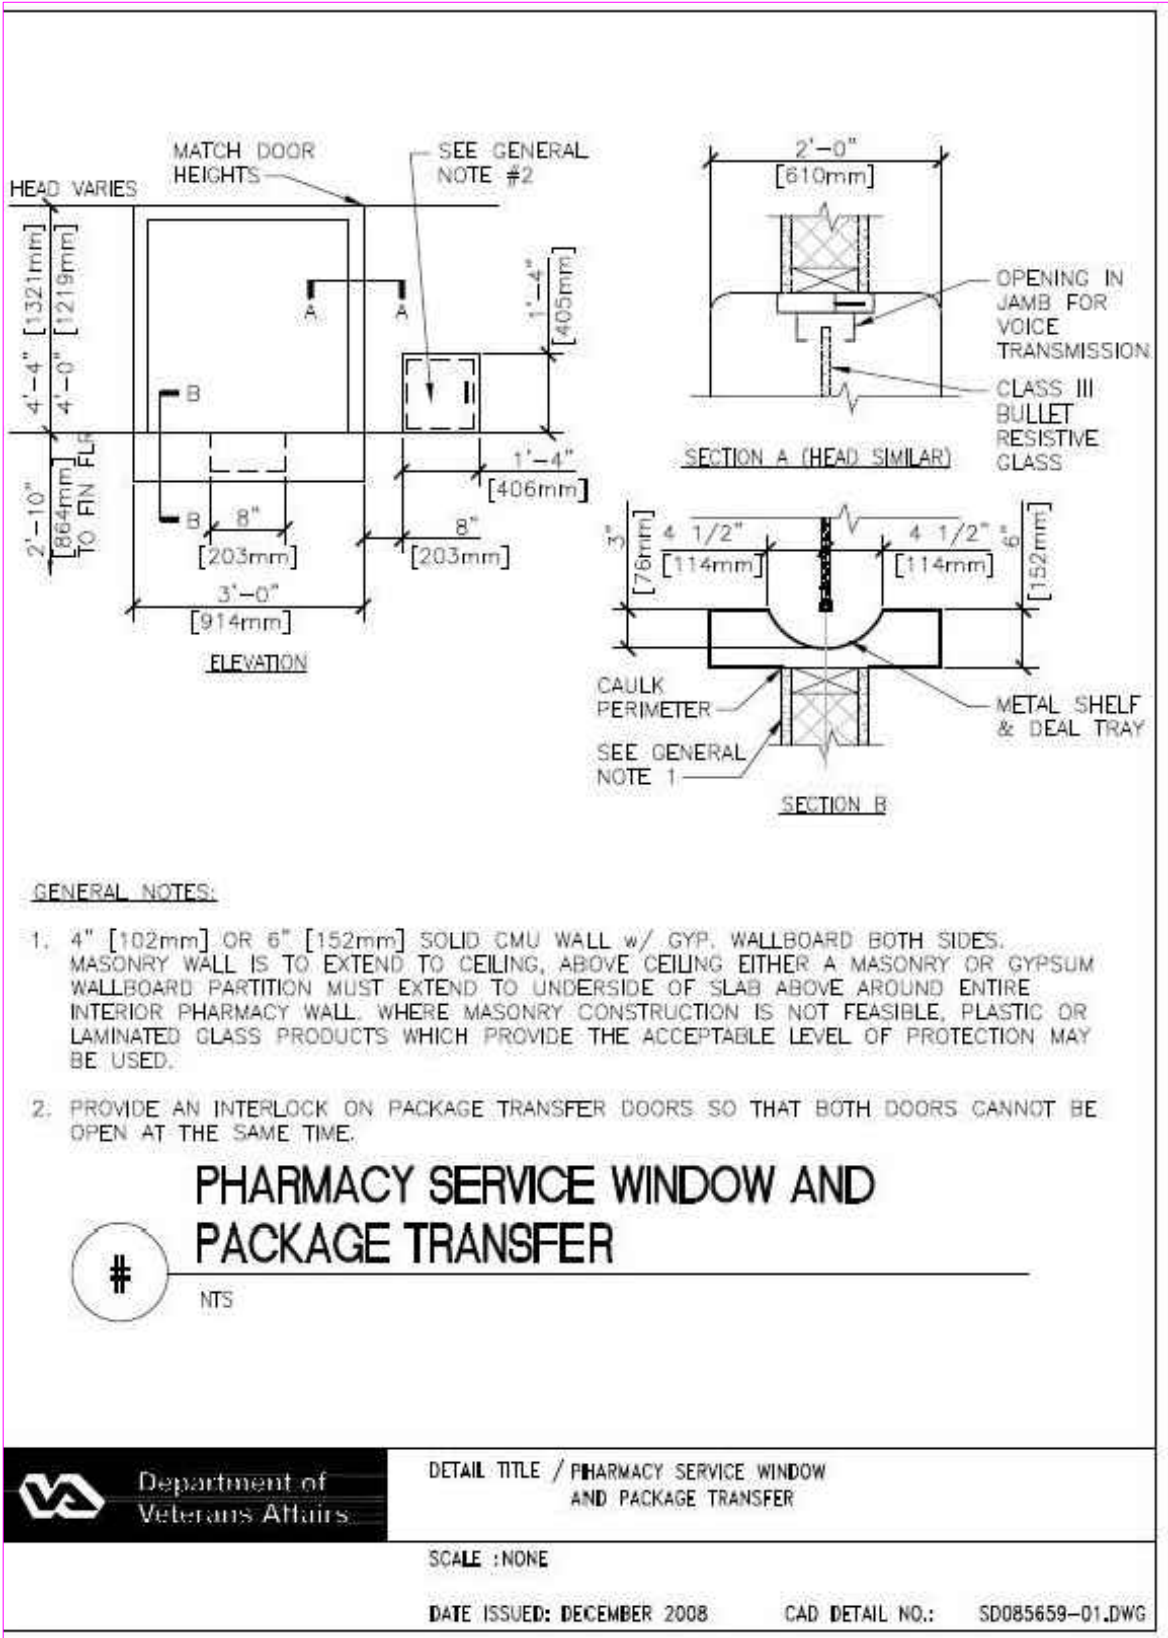 MATCH DOOR
HEIGHTS
SEE GENERAL
NOTE #2
HEAD VARIES
4'-4" [1321mm]
4'-0" [1219mm]
2'-10"
[864mm]
TO FIN FLR
A
A
B
B
1'-4"
[405mm]
1'-4"
[406mm]
8"
[203mm]
8"
[203mm]
3'-0"
[914mm]
ELEVATION
2'-0"
[610mm]
OPENING IN
JAMB FOR
VOICE
TRANSMISSION
CLASS III
BULLET
RESISTIVE
GLASS
SECTION A (HEAD SIMILAR)
3"
[76mm]
4 1/2"
[114mm]
4 1/2"
[114mm]
6"
[152mm]
CAULK
PERIMETER
SEE GENERAL
NOTE 1
METAL SHELF
& DEAL TRAY
SECTION B
GENERAL NOTES:
1. 4" [102mm] OR 6" [152mm] SOLID CMU WALL w/ GYP. WALLBOARD BOTH SIDES.
MASONRY WALL IS TO EXTEND TO CEILING, ABOVE CEILING EITHER A MASONRY OR GYPSUM
WALLBOARD PARTITION MUST EXTEND TO UNDERSIDE OF SLAB ABOVE AROUND ENTIRE
INTERIOR PHARMACY WALL. WHERE MASONRY CONSTRUCTION IS NOT FEASIBLE, PLASTIC OR
LAMINATED GLASS PRODUCTS WHICH PROVIDE THE ACCEPTABLE LEVEL OF PROTECTION MAY
BE USED.
2. PROVIDE AN INTERLOCK ON PACKAGE TRANSFER DOORS SO THAT BOTH DOORS CANNOT BE
OPEN AT THE SAME TIME.
PHARMACY SERVICE WINDOW AND
PACKAGE TRANSFER
#
NTS
VA
Department of
Veterans Affairs
DETAIL TITLE / PHARMACY SERVICE WINDOW
AND PACKAGE TRANSFER
SCALE :NONE
DATE ISSUED: DECEMBER 2008 CAD DETAIL NO.: SD085659-01.DWG